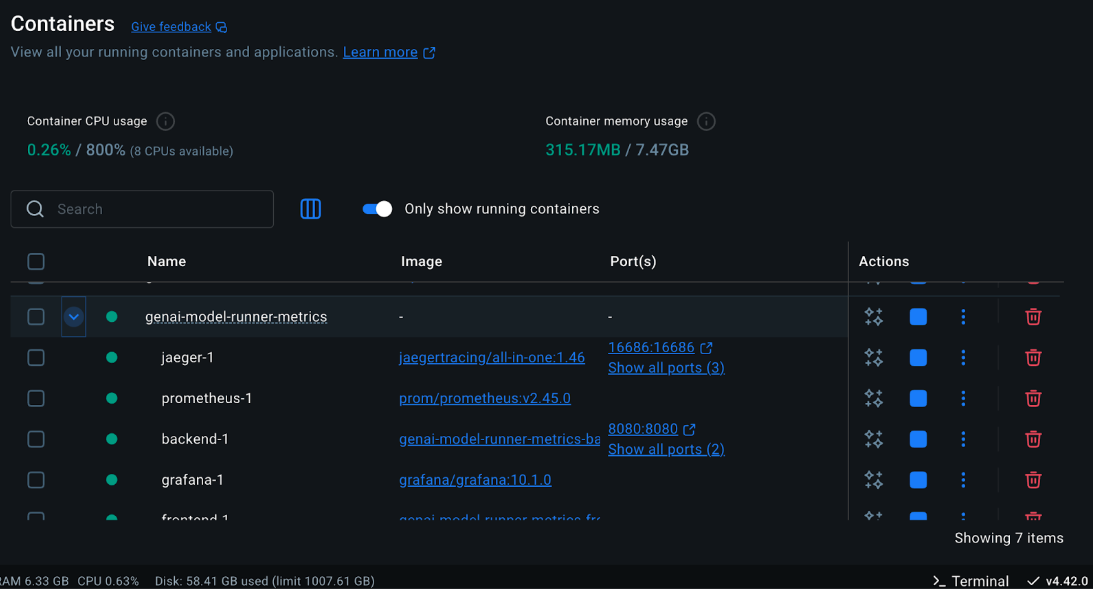 Containers Give feedback
View all your running containers and applications. Learn more
Container CPU usage
0.26% / 800% (8 CPUs available)
Container memory usage
315.17MB / 7.47GB
Search
Only show running containers
Name Image Port(s) Actions
genai-model-runner-metrics - -
jaeger-1 jaegertracing/all-in-one:1.46 16686:16686
Show all ports (3)
prometheus-1 prom/prometheus:v2.45.0
backend-1 genai-model-runner-metrics-ba 8080:8080
Show all ports (2)
grafana-1 grafana/grafana:10.1.0
frontend-1 genai-model-runner-metrics-fro
Showing 7 items
RAM 6.33 GB CPU 0.63% Disk: 58.41 GB used (limit 1007.61 GB)
Terminal v4.42.0